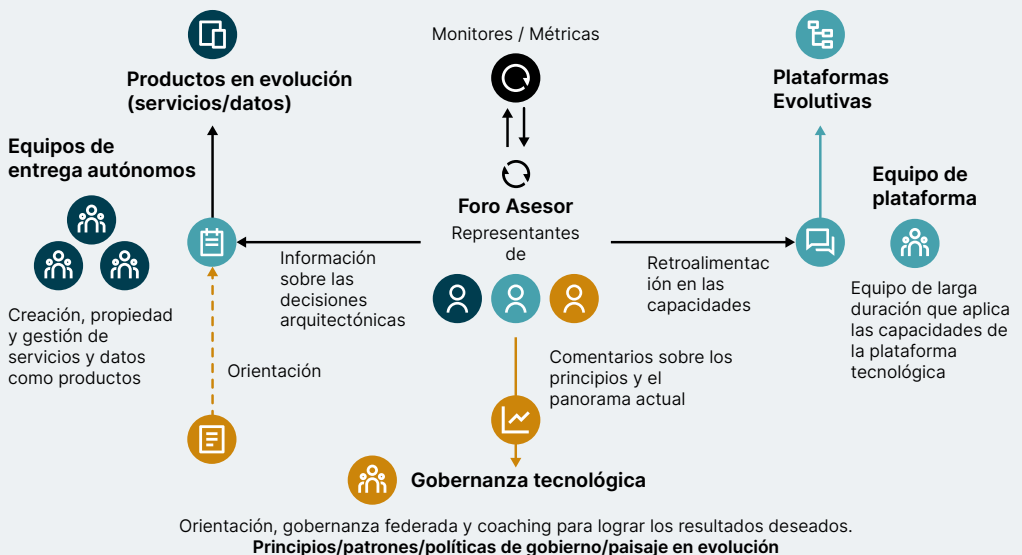 Monitores / Métricas
Productos en evolución
(servicios/datos)
Plataformas
Evolutivas
Equipos de
entrega autónomos
Foro Asesor
Representantes
de
Equipo de
plataforma
Información
sobre las
decisiones
arquitectónicas
Retroalimentac
ión en las
capacidades
Creación, propiedad
y gestión de
servicios y datos
como productos
Equipo de larga
duración que aplica
las capacidades de
la plataforma
tecnológica
Orientación
Comentarios sobre los
principios y el
panorama actual
Gobernanza tecnológica
Orientación, gobernanza federada y coaching para lograr los resultados deseados.
Principios/patrones/políticas de gobierno/paisaje en evolución